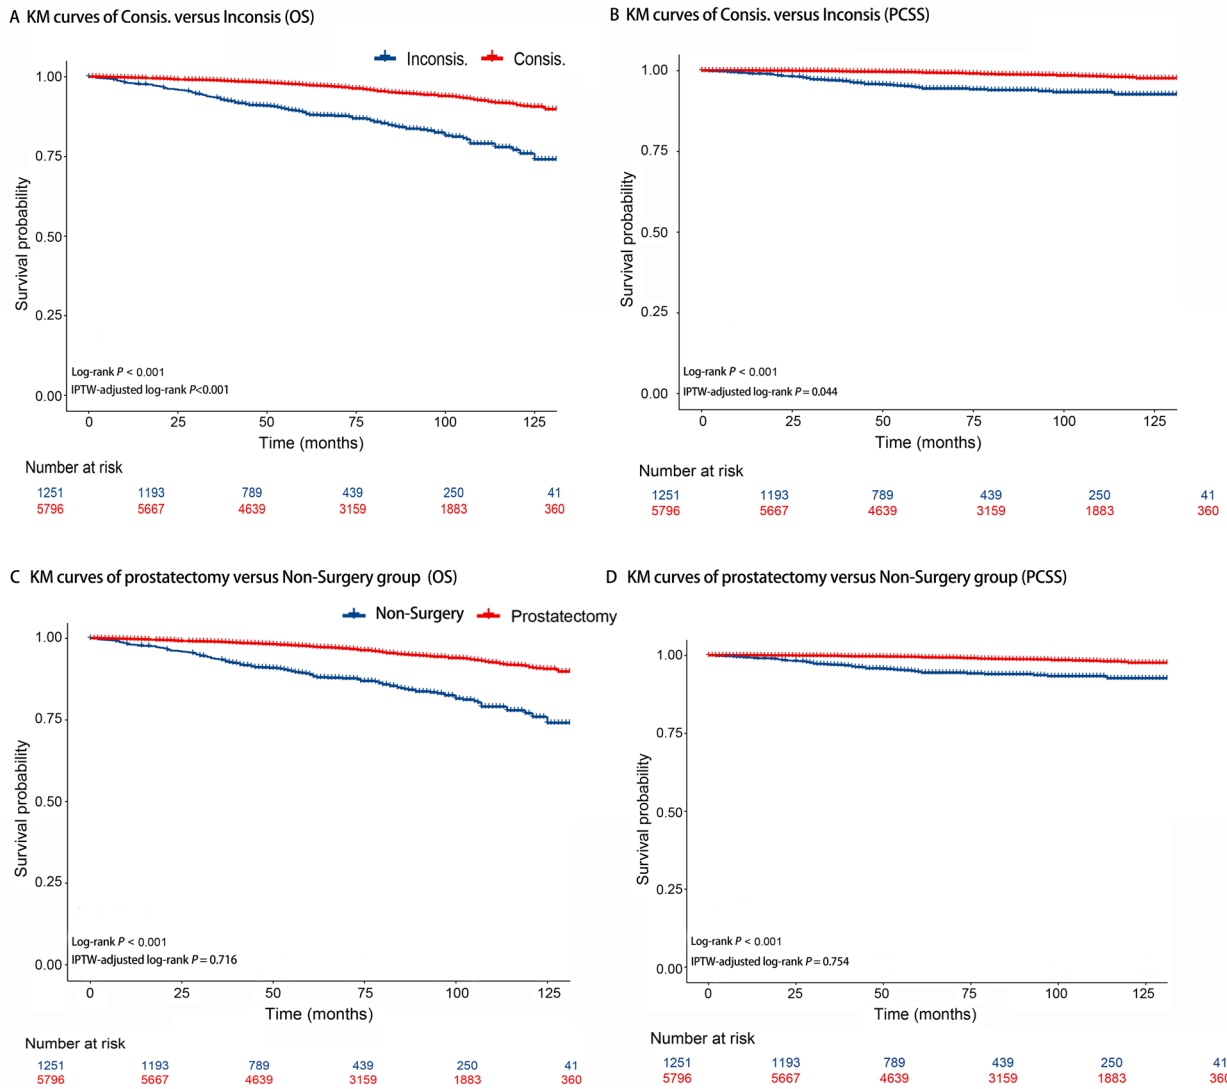 A KM curves of Consis. versus Inconsis (OS)
Inconsis. Consis.
1.00
0.75
0.50
0.25
0.00
Survival probability
Log-rank P < 0.001
IPTW-adjusted log-rank P<0.001
0 25 50 75 100 125
Time (months)
Number at risk
1251 1193 789 439 250 41
5796 5667 4639 3159 1883 360
B KM curves of Consis. versus Inconsis (PCSS)
1.00
0.75
0.50
0.25
0.00
Survival probability
Log-rank P < 0.001
IPTW-adjusted log-rank P = 0.044
0 25 50 75 100 125
Time (months)
Number at risk
1251 1193 789 439 250 41
5796 5667 4639 3159 1883 360
C KM curves of prostatectomy versus Non-Surgery group (OS)
Non-Surgery Prostatectomy
1.00
0.75
0.50
0.25
0.00
Survival probability
Log-rank P < 0.001
IPTW-adjusted log-rank P = 0.716
0 25 50 75 100 125
Time (months)
Number at risk
1251 1193 789 439 250 41
5796 5667 4639 3159 1883 360
D KM curves of prostatectomy versus Non-Surgery group (PCSS)
1.00
0.75
0.50
0.25
0.00
Survival probability
Log-rank P < 0.001
IPTW-adjusted log-rank P = 0.754
0 25 50 75 100 125
Time (months)
Number at risk
1251 1193 789 439 250 41
5796 5667 4639 3159 1883 360